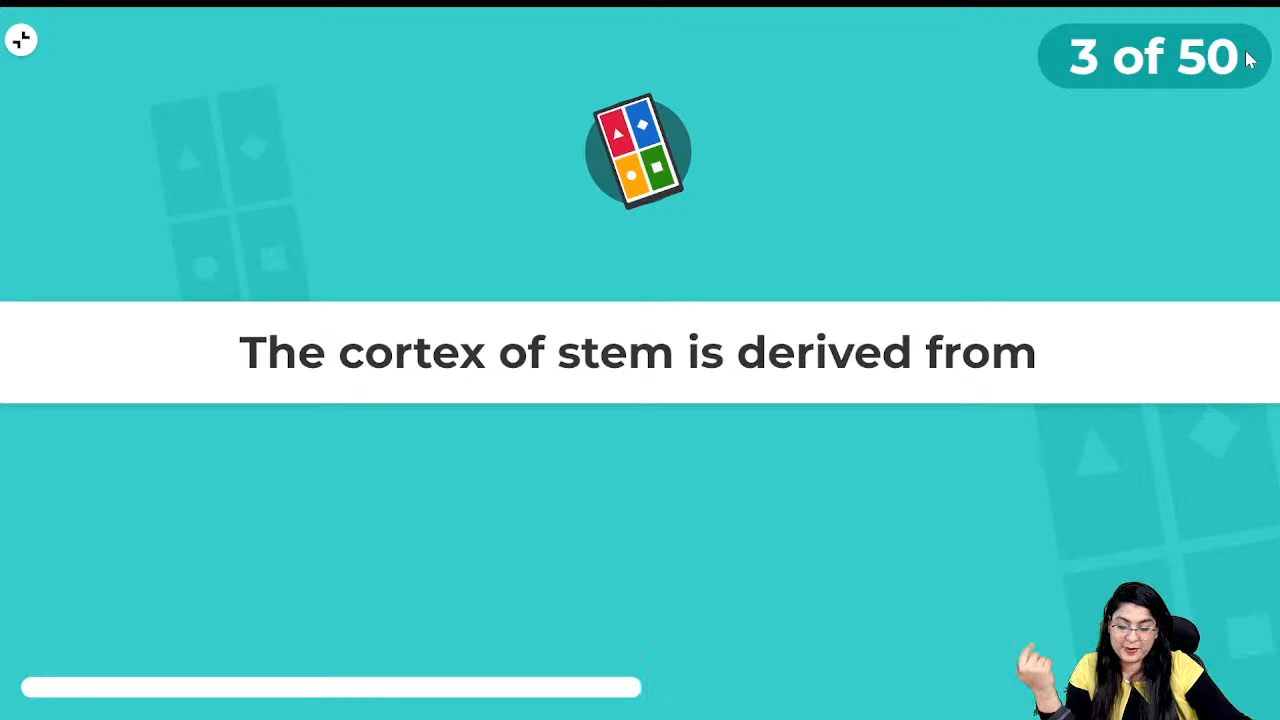 3 of 50
The cortex of stem is derived from